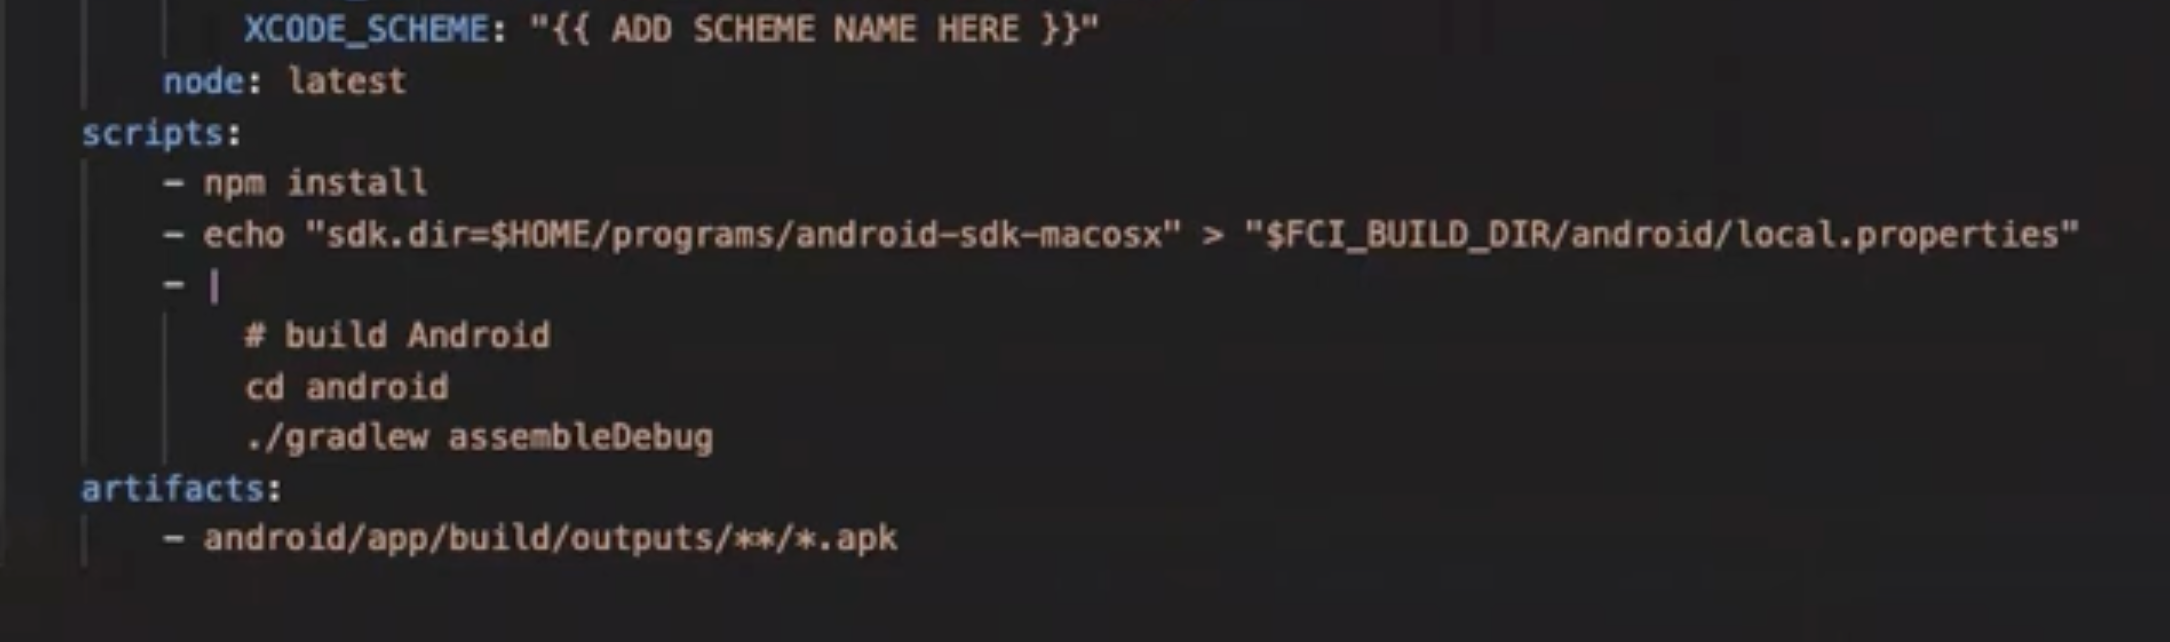 XCODE_SCHEME: "{{ ADD SCHEME NAME HERE }}"
node: latest
scripts:
- npm install
- echo "sdk.dir=$HOME/programs/android-sdk-macosx" > "$FCI_BUILD_DIR/android/local.properties"
- |
# build Android
cd android
./gradlew assembleDebug
artifacts:
- android/app/build/outputs/**/*.apk